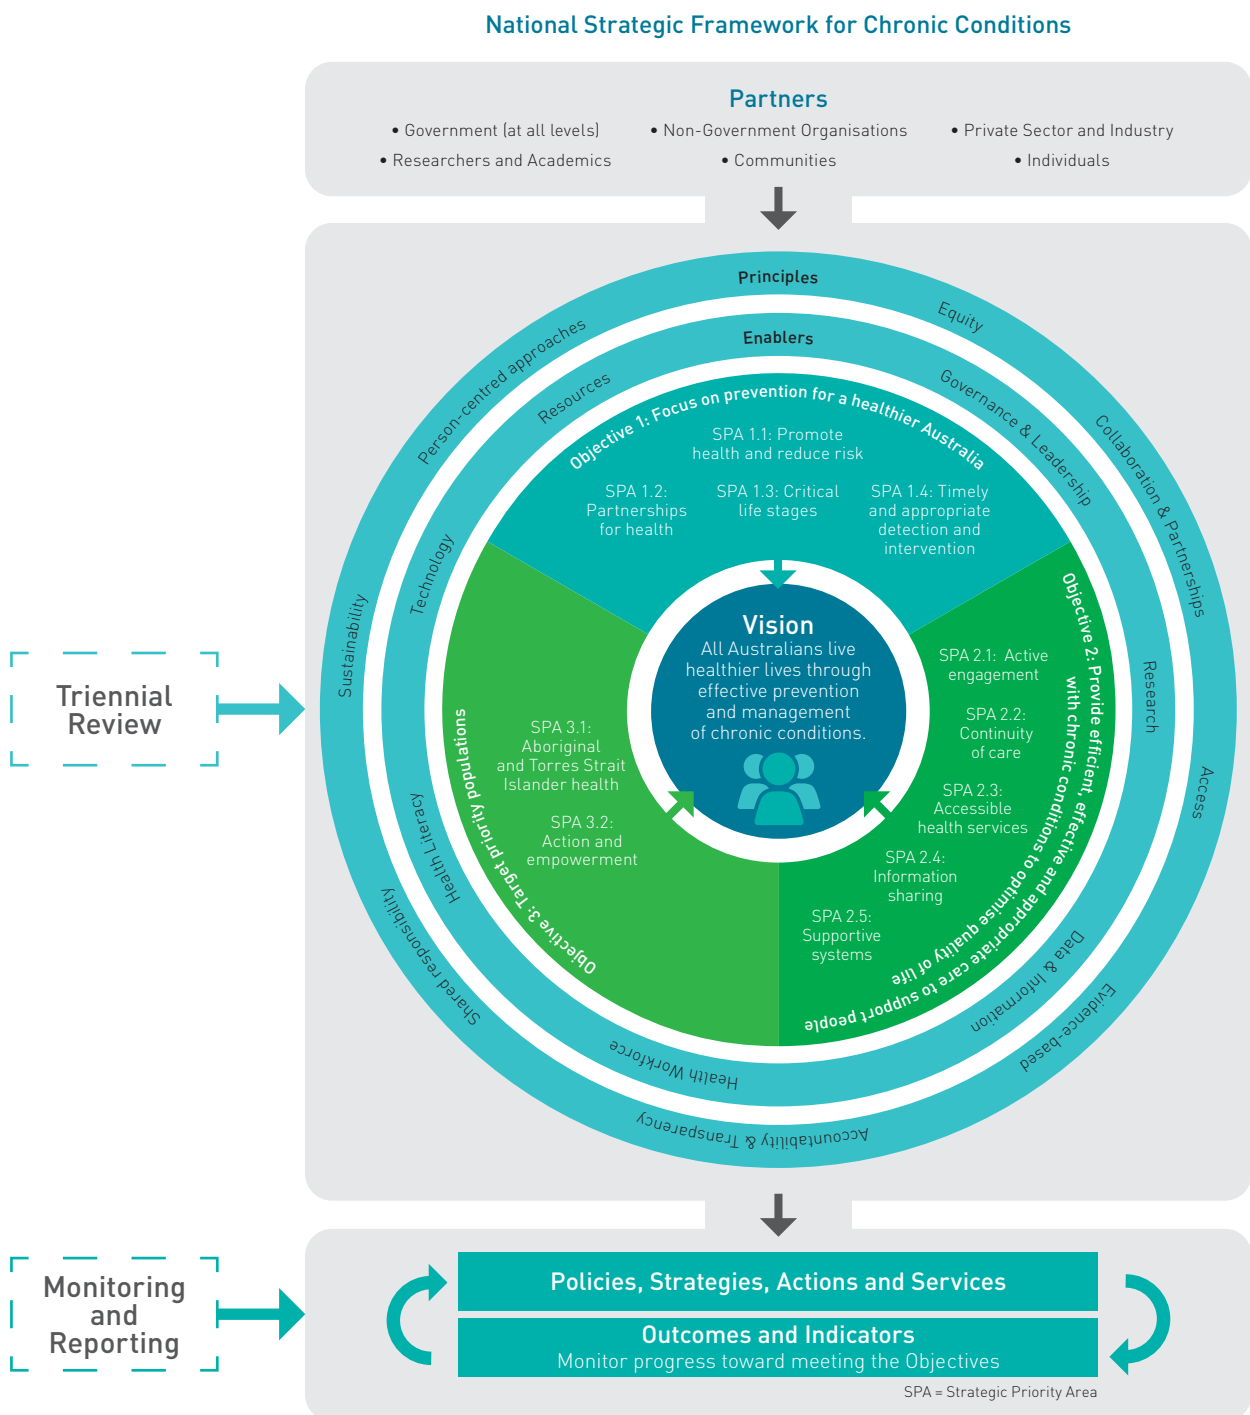 National Strategic Framework for Chronic Conditions
Partners
• Government (at all levels)
• Non-Government Organisations
• Private Sector and Industry
• Researchers and Academics
• Communities
• Individuals
Principles
Equity
Collaboration & Partnerships
Access
Evidence-based
Accountability & Transparency
Shared responsibility
Sustainability
Person-centred approaches
Enablers
Governance & Leadership
Research
Data & Information
Health Workforce
Health Literacy
Technology
Resources
Objective 1: Focus on prevention for a healthier Australia
SPA 1.1: Promote
health and reduce risk
SPA 1.2:
Partnerships
for health
SPA 1.3: Critical
life stages
SPA 1.4: Timely
and appropriate
detection and
intervention
Objective 2: Provide efficient, effective and appropriate care to support people
with chronic conditions to optimise quality of life
SPA 2.1: Active
engagement
SPA 2.2:
Continuity
of care
SPA 2.3:
Accessible
health services
SPA 2.4:
Information
sharing
SPA 2.5:
Supportive
systems
Objective 3: Target priority populations
SPA 3.1:
Aboriginal
and Torres Strait
Islander health
SPA 3.2:
Action and
empowerment
Vision
All Australians live
healthier lives through
effective prevention
and management
of chronic conditions.
Triennial
Review
Monitoring
and
Reporting
Policies, Strategies, Actions and Services
Outcomes and Indicators
Monitor progress toward meeting the Objectives
SPA = Strategic Priority Area